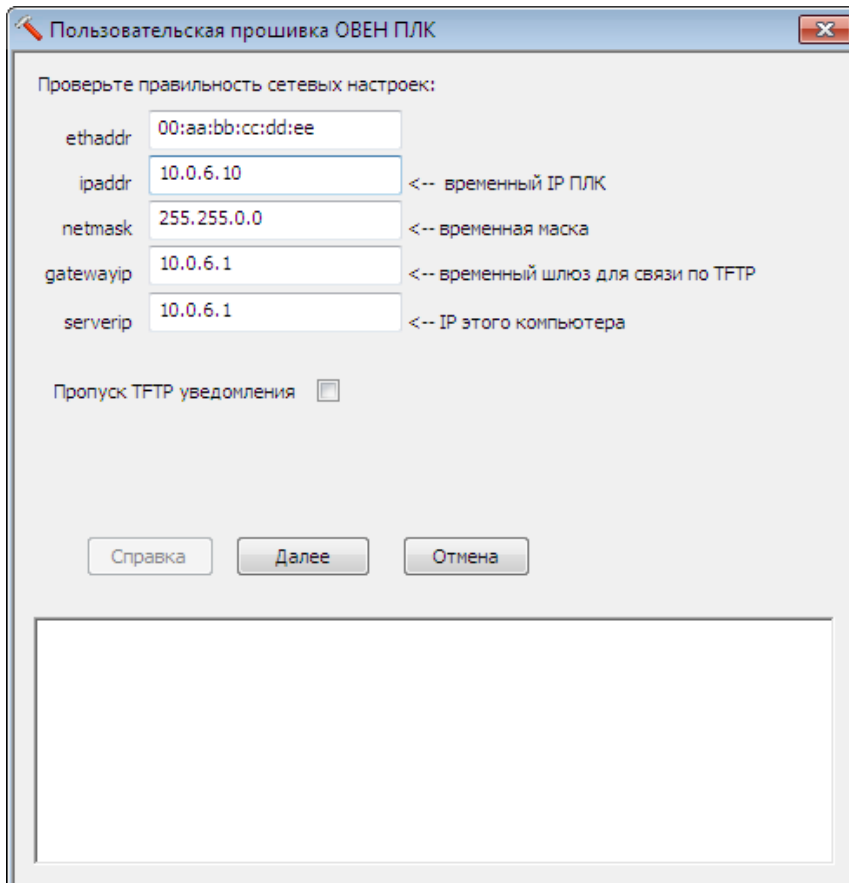 Пользовательская прошивка ОВЕН ПЛК
Проверьте правильность сетевых настроек:
ethaddr 00:aa:bb:cc:dd:ee
ipaddr 10.0.6.10 <-- временный IP ПЛК
netmask 255.255.0.0 <-- временная маска
gatewayip 10.0.6.1 <-- временный шлюз для связи по TFTP
serverip 10.0.6.1 <-- IP этого компьютера
Пропуск TFTP уведомления
Справка Далее Отмена